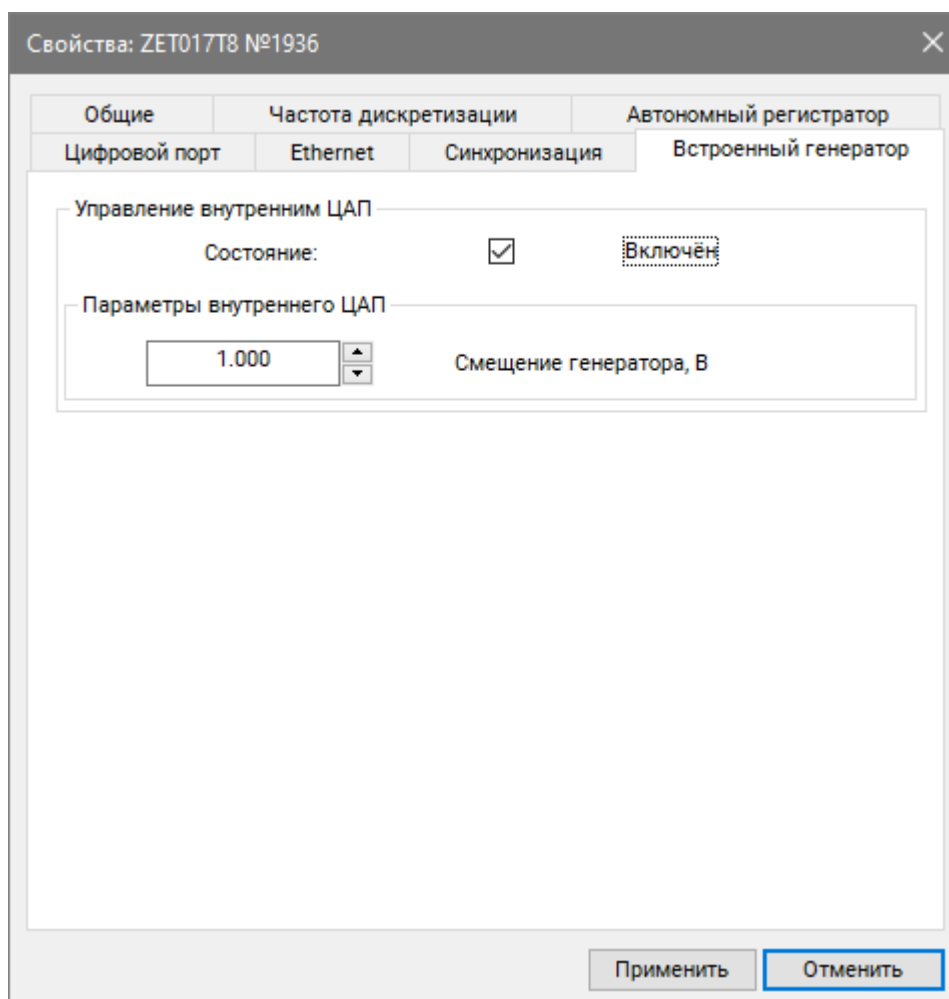 Свойства: ZET017T8 №1936
Общие Частота дискретизации Автономный регистратор
Цифровой порт Ethernet Синхронизация Встроенный генератор
Управление внутренним ЦАП
Состояние: Включён
Параметры внутреннего ЦАП
1.000 Смещение генератора, В
Применить Отменить